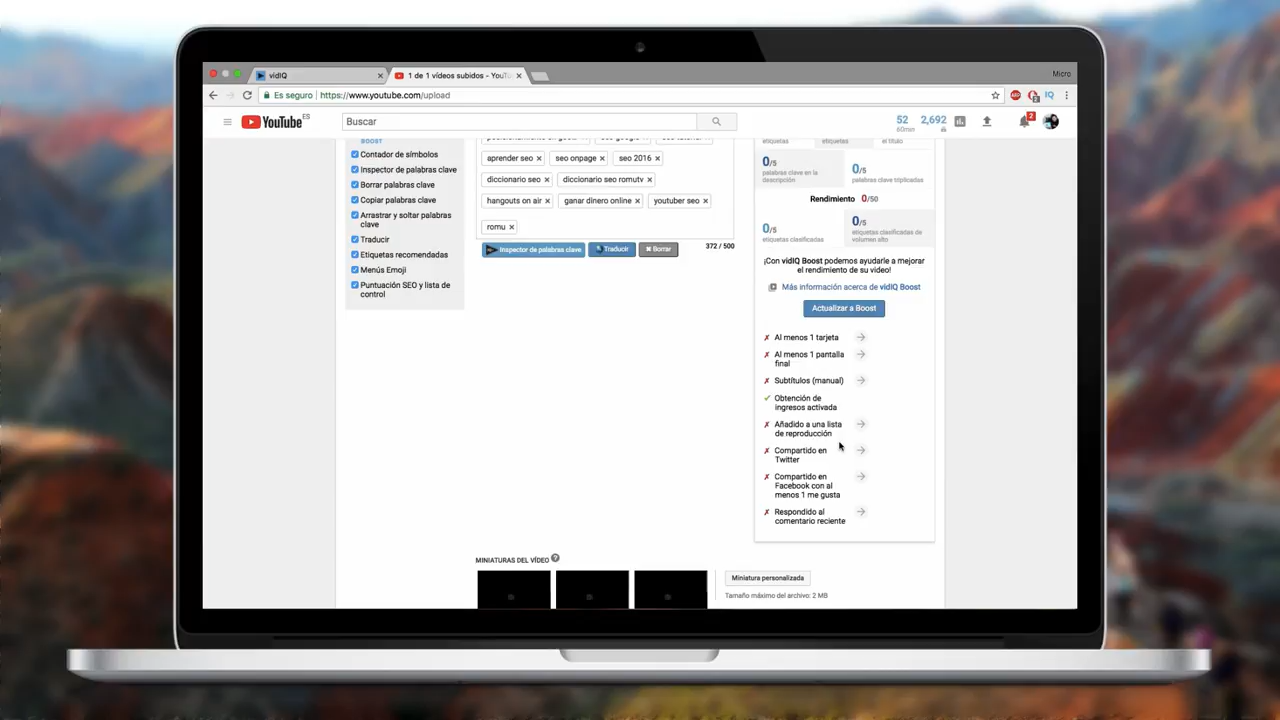 vidIQ
1 de 1 vídeos subidos - YouTu
Micro
Es seguro https://www.youtube.com/upload
YouTube ES
Buscar
52
60min
2,692
2
BOOST
Contador de símbolos
Inspector de palabras clave
Borrar palabras clave
Copiar palabras clave
Arrastrar y soltar palabras
clave
Traducir
Etiquetas recomendadas
Menús Emoji
Puntuación SEO y lista de
control
aprender seo × seo onpage × seo 2016 ×
diccionario seo × diccionario seo romutv ×
hangouts on air × ganar dinero online × youtuber seo ×
romu ×
Inspector de palabras clave
Traducir
✖ Borrar
372 / 500
etiquetas
etiquetas
el título
0/5
palabras clave en la
descripción
0/5
palabras clave triplicadas
Rendimiento 0/50
0/5
etiquetas clasificadas
0/5
etiquetas clasificadas de
volumen alto
¡Con vidIQ Boost podemos ayudarle a mejorar
el rendimiento de su video!
Más información acerca de vidIQ Boost
Actualizar a Boost
✗ Al menos 1 tarjeta
✗ Al menos 1 pantalla
final
✗ Subtítulos (manual)
✓ Obtención de
ingresos activada
✗ Añadido a una lista
de reproducción
✗ Compartido en
Twitter
✗ Compartido en
Facebook con al
menos 1 me gusta
✗ Respondido al
comentario reciente
MINIATURAS DEL VÍDEO
Miniatura personalizada
Tamaño máximo del archivo: 2 MB